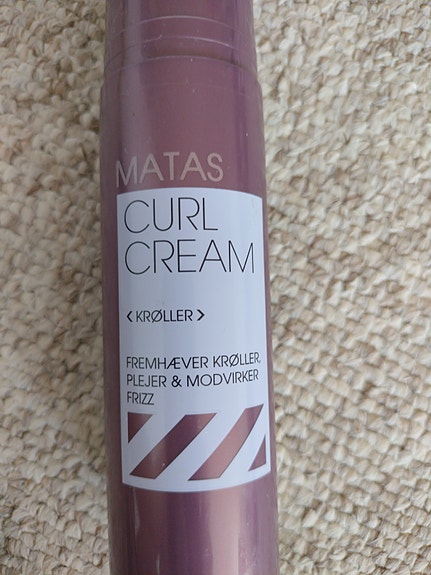 MATAS
CURL
CREAM
‹ KRØLLER ›
FREMHÆVER KRØLLER,
PLEJER & MODVIRKER
FRIZZ